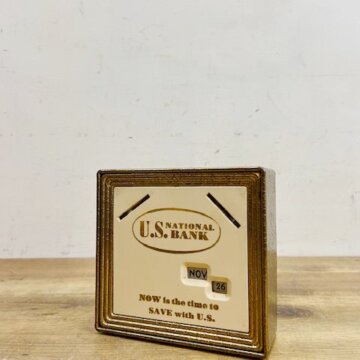 U.S. NATIONAL
BANK
NOV
26
NOW is the time to
SAVE with U.S.